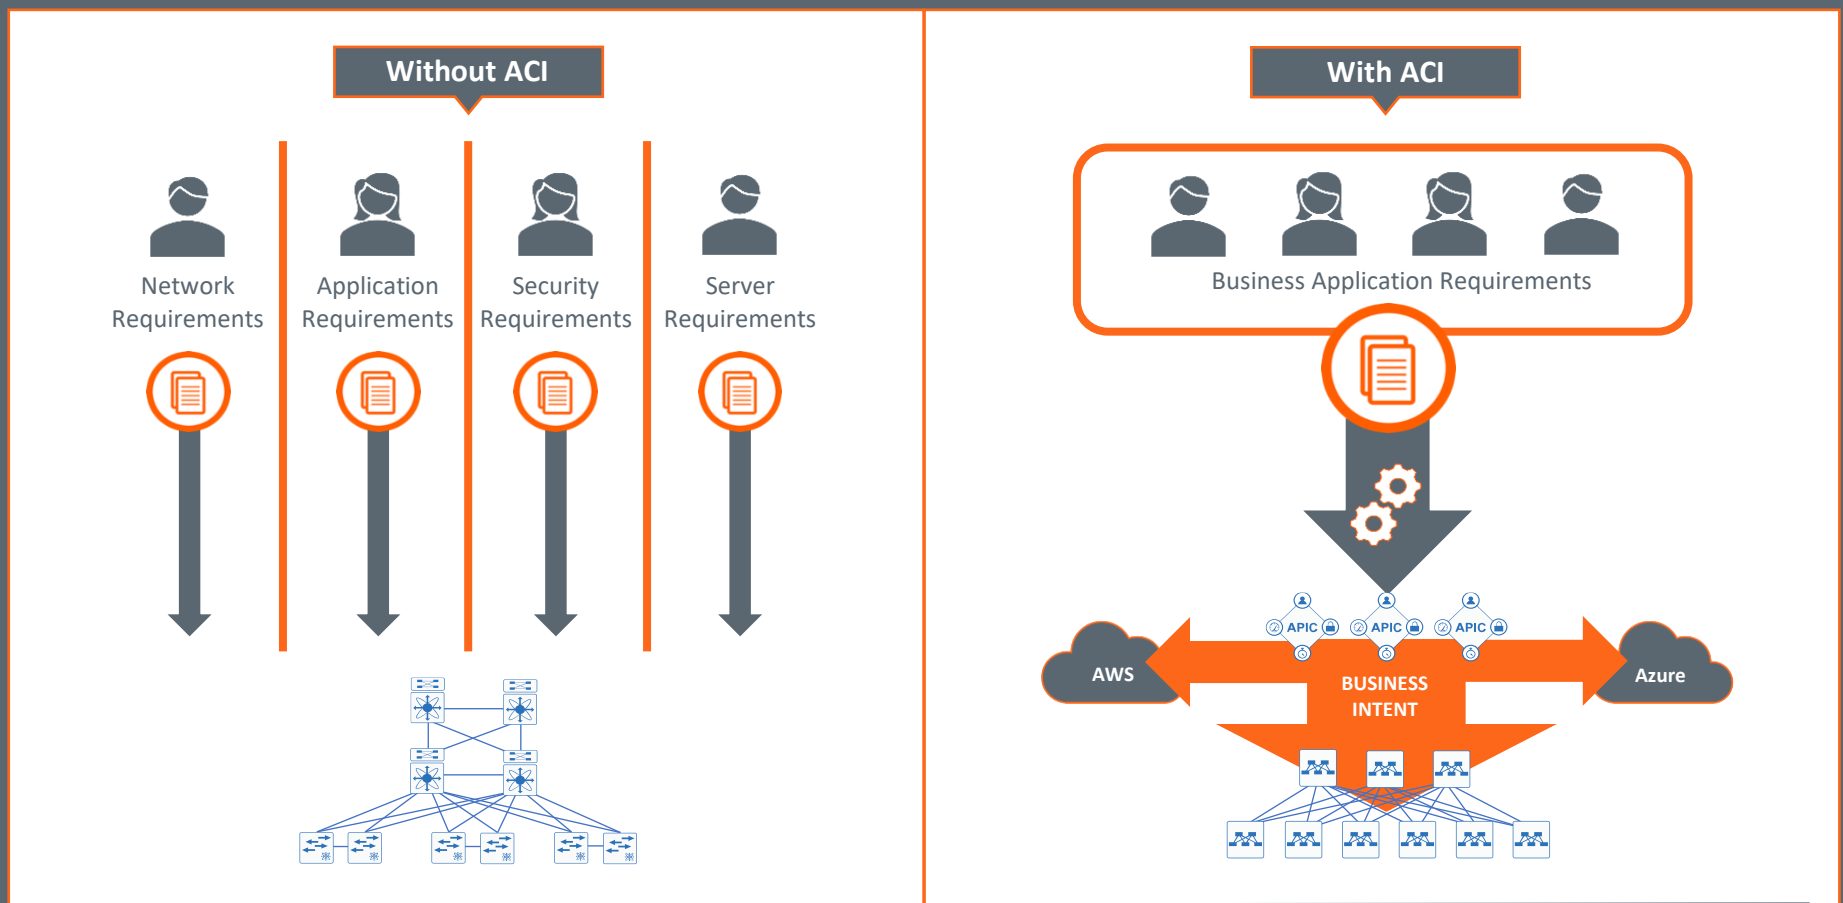 Without ACI
Network
Requirements
Application
Requirements
Security
Requirements
Server
Requirements
With ACI
Business Application Requirements
APIC
APIC
APIC
AWS
Azure
BUSINESS
INTENT